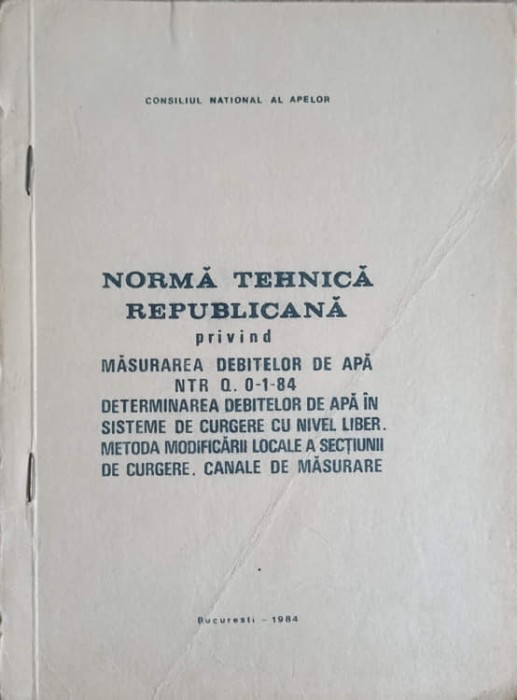 CONSILIUL NATIONAL AL APELOR
NORMĂ TEHNICĂ
REPUBLICANĂ
privind
MĂSURAREA DEBITELOR DE APĂ
NTR Q. 0-1-84
DETERMINAREA DEBITELOR DE APĂ ÎN
SISTEME DE CURGERE CU NIVEL LIBER.
METODA MODIFICĂRII LOCALE A SECȚIUNII
DE CURGERE. CANALE DE MĂSURARE
Bucuresti - 1984